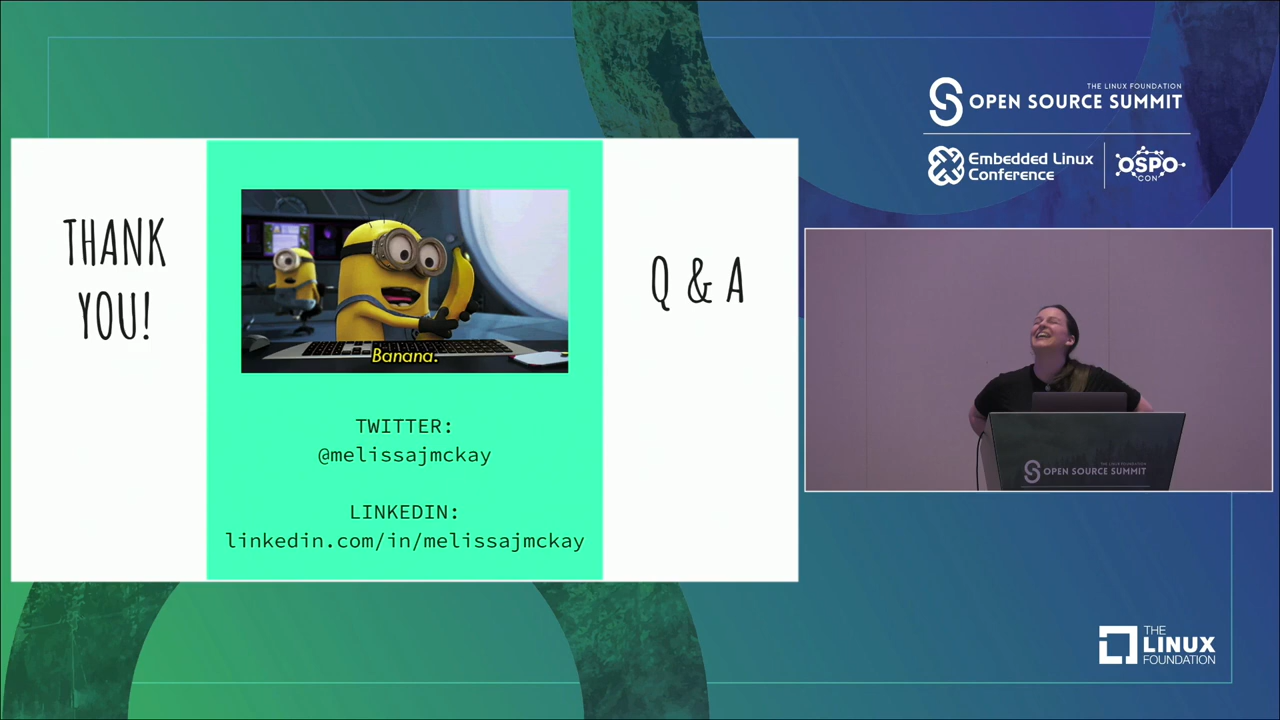 THE LINUX FOUNDATION
OPEN SOURCE SUMMIT
Embedded Linux
Conference
OSPO
CON
THANK
YOU!
Banana.
TWITTER:
@melissajmckay
LINKEDIN:
linkedin.com/in/melissajmckay
Q & A
OPEN SOURCE SUMMIT
THE
LINUX
FOUNDATION